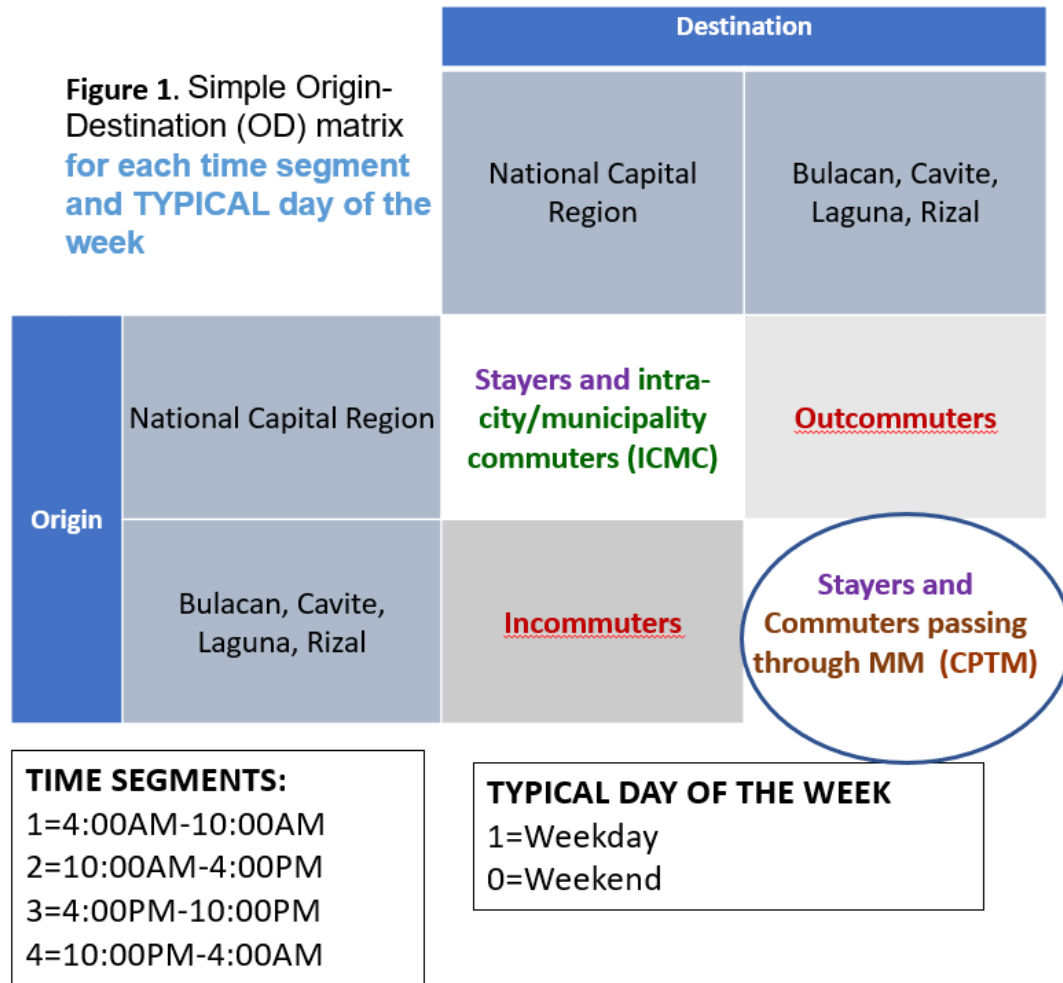 Destination
Figure 1. Simple Origin-
Destination (OD) matrix
for each time segment
and TYPICAL day of the
week
National Capital
Region
Bulacan, Cavite,
Laguna, Rizal
Origin
National Capital Region
Stayers and intra-
city/municipality
commuters (ICMC)
Outcommuters
Bulacan, Cavite,
Laguna, Rizal
Incommuters
Stayers and
Commuters passing
through MM (CPTM)
TIME SEGMENTS:
1=4:00AM-10:00AM
2=10:00AM-4:00PM
3=4:00PM-10:00PM
4=10:00PM-4:00AM
TYPICAL DAY OF THE WEEK
1=Weekday
0=Weekend